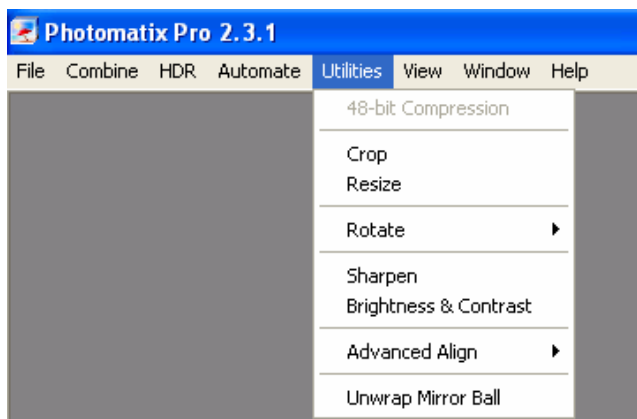 Photomatix Pro 2.3.1
File Combine HDR Automate Utilities View Window Help
48-bit Compression
Crop
Resize
Rotate
Sharpen
Brightness & Contrast
Advanced Align
Unwrap Mirror Ball